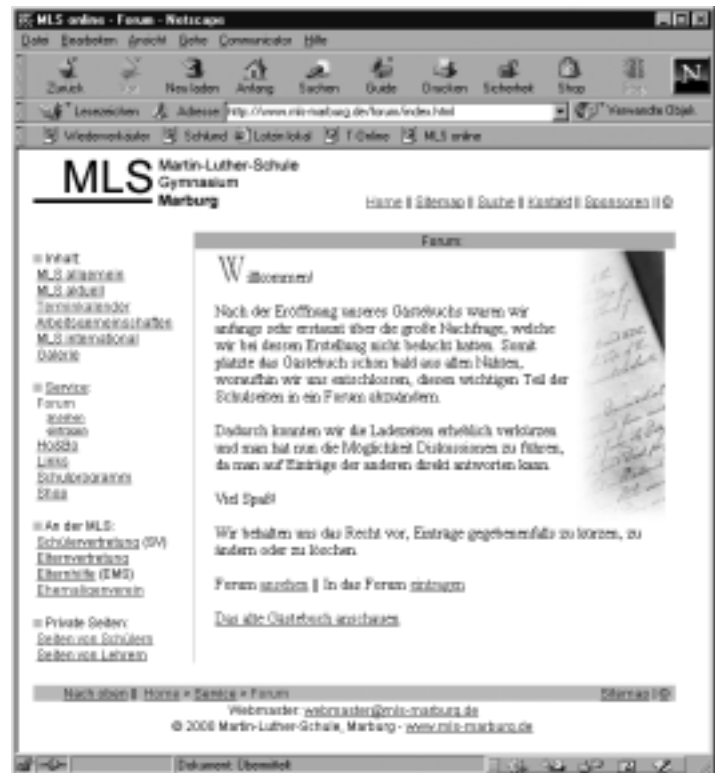 MLS online - Forum - Netscape
Datei Bearbeiten Ansicht Gehe Communicator Hilfe
Zurück Neu laden Anfang Suchen Guide Drucken Sicherheit Shop Stop
Lesezeichen Adresse http://www.mls-marburg.de/forum/index.html Verwandte Objek.
Wiederverkäufer Schlund Lokal T-Online MLS online
MLS Martin-Luther-Schule
Gymnasium
Marburg
Home || Sitemap || Suche || Kontakt || Sponsoren ||
Forum:
Inhalt:
MLS allgemein
MLS aktuell
Terminkalender
Arbeitsgemeinschaften
MLS international
Galerie
Service:
Forum
ansehen
eintragen
HoBBo
Links
Schulprogramm
Shop
An der MLS:
Schülervertretung (SV)
Elternvertretung
Elternhilfe (EMS)
Ehemaligenverein
Private Seiten:
Seiten von Schülern
Seiten von Lehrern
Willkommen!
Nach der Eröffnung unseres Gästebuchs waren wir
anfangs sehr erstaunt über die große Nachfrage, welche
wir bei dessen Erstellung nicht bedacht hatten. Somit
platzte das Gästebuch schon bald aus allen Nähten,
woraufhin wir uns entschlossen, diesen wichtigen Teil der
Schulseiten in ein Forum abzuändern.
Dadurch konnten wir die Ladezeiten erheblich verkürzen
und man hat nun die Möglichkeit Diskussionen zu führen,
da man auf Einträge der anderen direkt antworten kann.
Viel Spaß!
Wir behalten uns das Recht vor, Einträge gegebenenfalls zu kürzen, zu
ändern oder zu löschen.
Forum ansehen || In das Forum eintragen
Das alte Gästebuch anschauen.
Nach oben || Home » Service » Forum Sitemap ||
Webmaster: webmaster@mls-marburg.de
© 2000 Martin-Luther-Schule, Marburg - www.mls-marburg.de
Dokument: Übermittelt